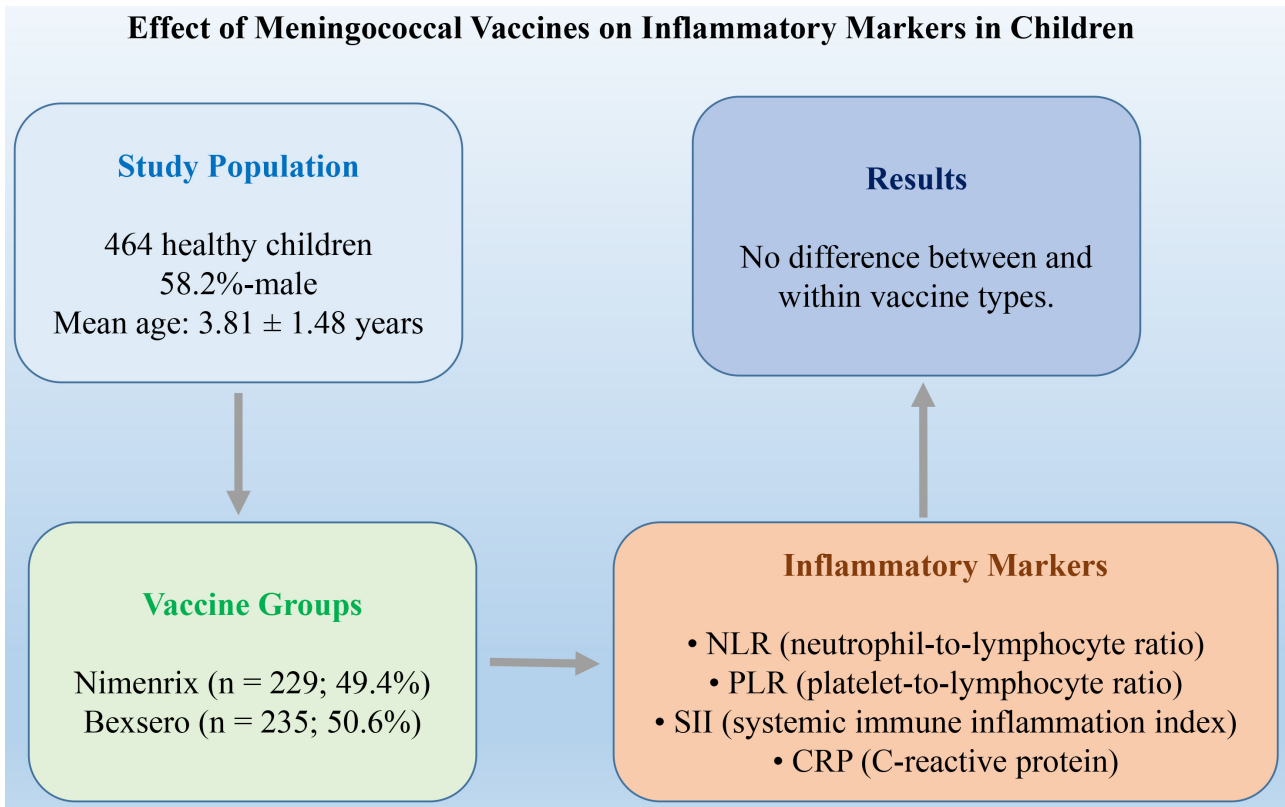 Effect of Meningococcal Vaccines on Inflammatory Markers in Children
Study Population
464 healthy children
58.2%-male
Mean age: 3.81 ± 1.48 years
Vaccine Groups
Nimenrix (n = 229; 49.4%)
Bexsero (n = 235; 50.6%)
Inflammatory Markers
• NLR (neutrophil-to-lymphocyte ratio)
• PLR (platelet-to-lymphocyte ratio)
• SII (systemic immune inflammation index)
• CRP (C-reactive protein)
Results
No difference between and
within vaccine types.